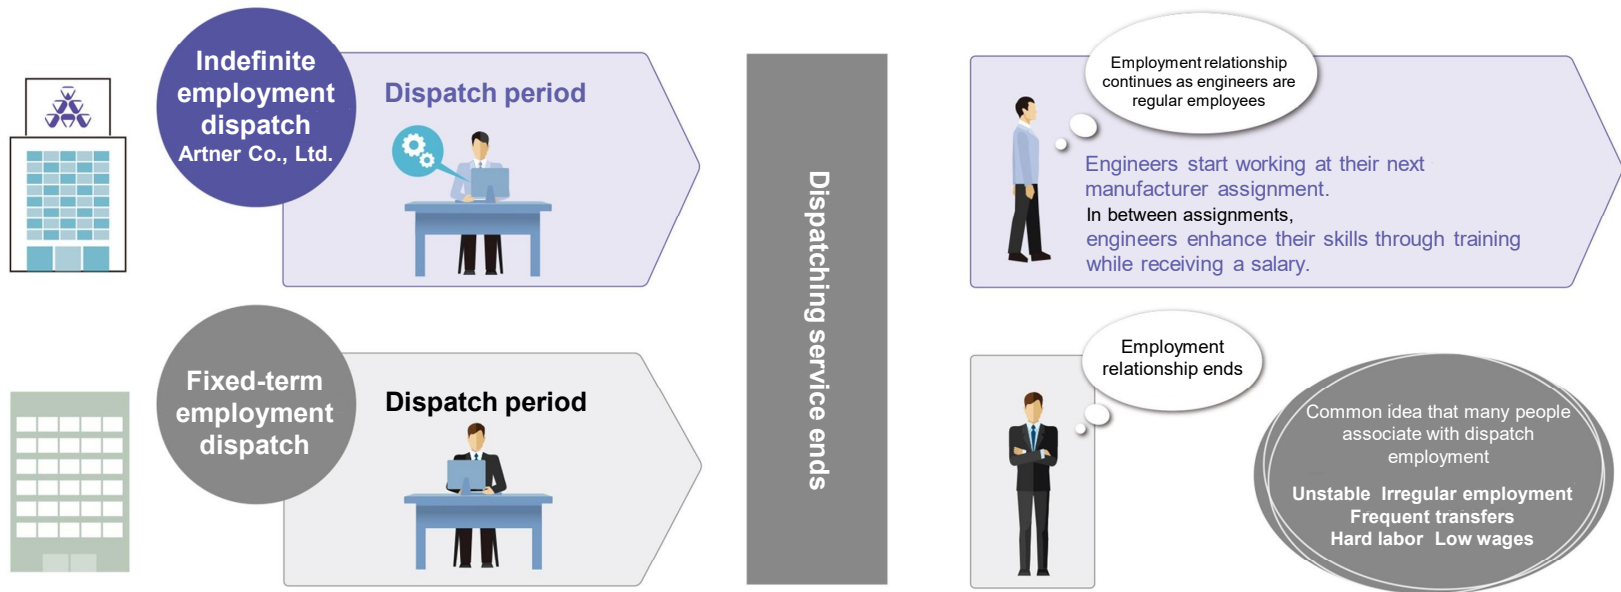 Indefinite
employment
dispatch
Artner Co., Ltd.
Dispatch period
Dispatching service ends
Employment relationship
continues as engineers are
regular employees
Engineers start working at their next
manufacturer assignment.
In between assignments,
engineers enhance their skills through training
while receiving a salary.
Fixed-term
employment
dispatch
Dispatch period
Employment
relationship ends
Common idea that many people
associate with dispatch
employment
Unstable Irregular employment
Frequent transfers
Hard labor Low wages